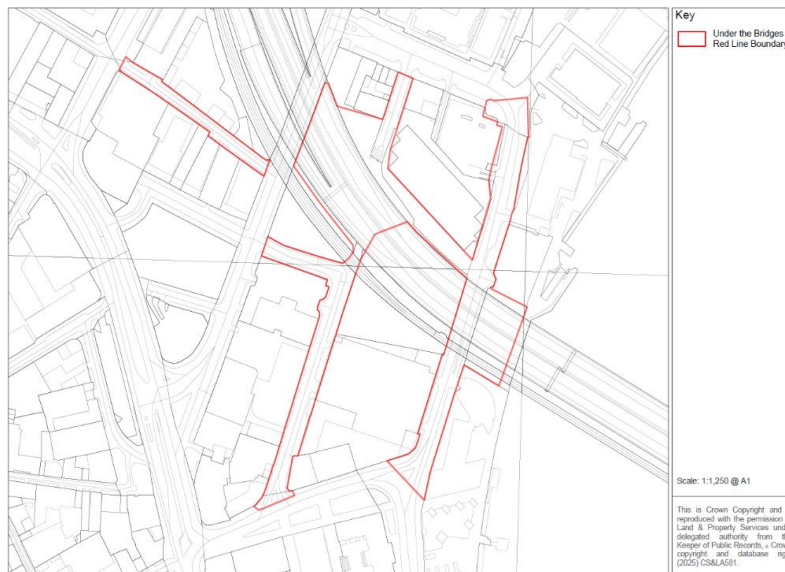 Key
Under the Bridges
Red Line Boundary
Scale: 1:1,250 @ A1
This is Crown Copyright and
reproduced with the permission
Land & Property Services und
delegated authority from th
Keeper of Public Records, © Crow
copyright and database rig
(2025) CS&LA581.